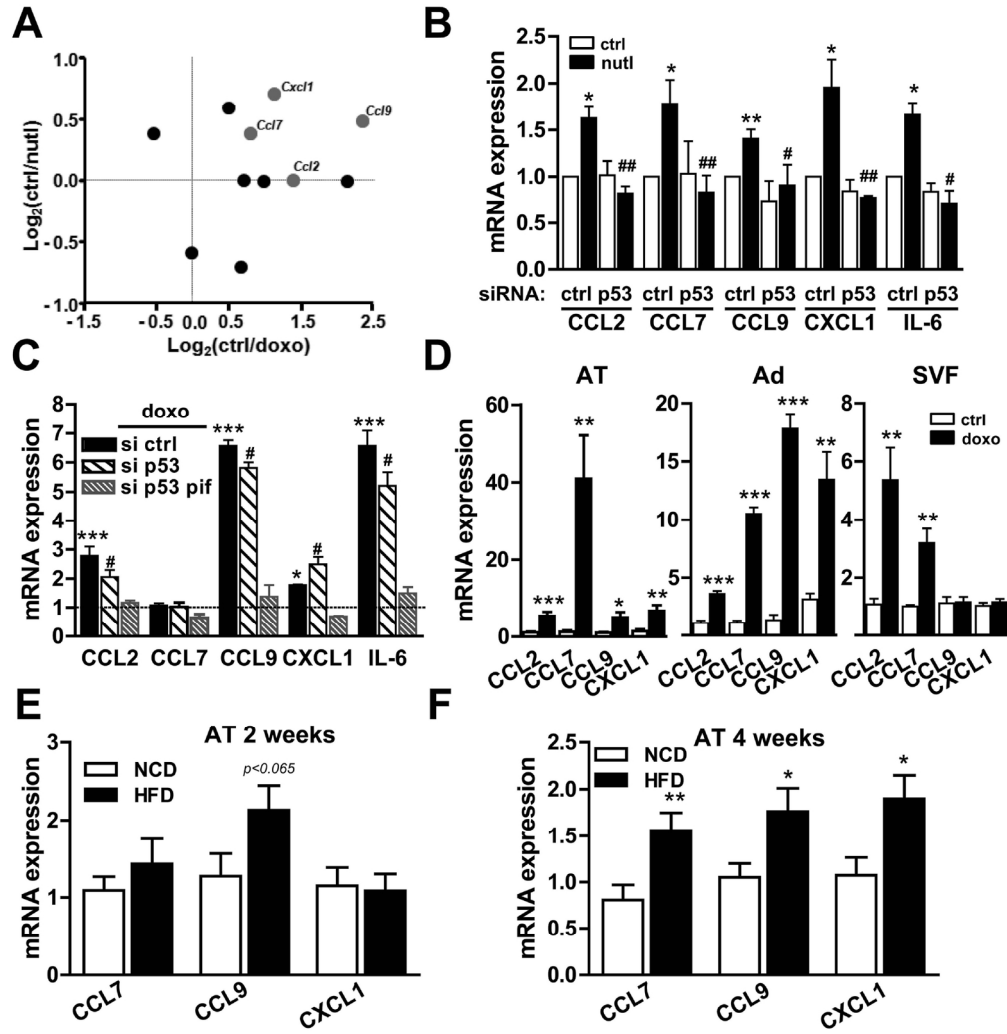 A
1.0
0.5
0.0
-0.5
-1.0
Log2(ctrl/nutl)
Cxcl1
Ccl9
Ccl7
Ccl2
-1.5 -0.5 0.0 0.5 1.5 2.5
Log2(ctrl/doxo)
B
mRNA expression
2.5
2.0
1.5
1.0
0.5
0.0
ctrl
nutl
* * ** * *
## ## # ## #
siRNA: ctrl p53 ctrl p53 ctrl p53 ctrl p53 ctrl p53
CCL2 CCL7 CCL9 CXCL1 IL-6
C
mRNA expression
8
7
6
5
4
3
2
1
0
doxo
si ctrl
si p53
si p53 pif
*** # *** # * # *** #
CCL2 CCL7 CCL9 CXCL1 IL-6
D
mRNA expression
AT
60
40
20
0
*** ** * **
CCL2 CCL7 CCL9 CXCL1
Ad
20
15
10
5
0
*** *** *** **
CCL2 CCL7 CCL9 CXCL1
SVF
8
6
4
2
0
ctrl
doxo
** **
CCL2 CCL7 CCL9 CXCL1
E
AT 2 weeks
mRNA expression
3
2
1
0
NCD
HFD
p<0.065
CCL7 CCL9 CXCL1
F
AT 4 weeks
mRNA expression
2.5
2.0
1.5
1.0
0.5
0.0
NCD
HFD
** * *
CCL7 CCL9 CXCL1